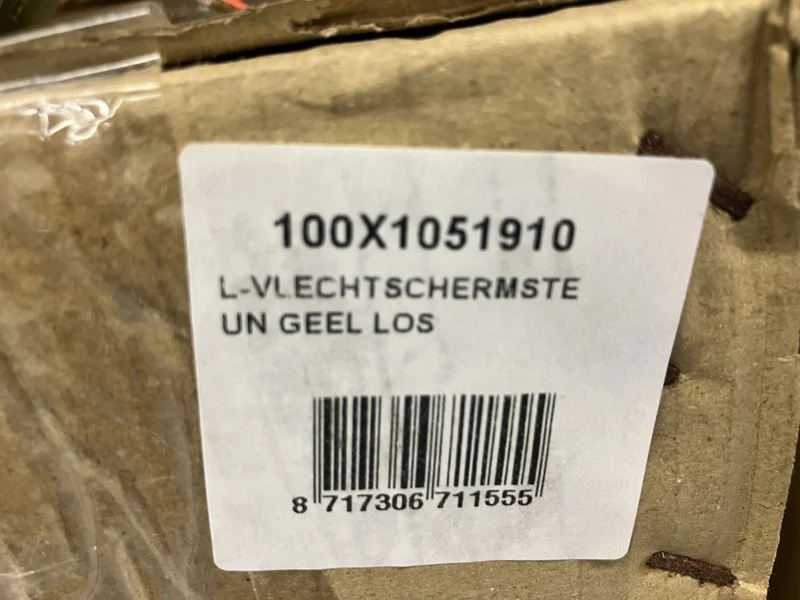 100X1051910
L-VLECHTSCHERMSTE
UN GEEL LOS
8 717306 711555